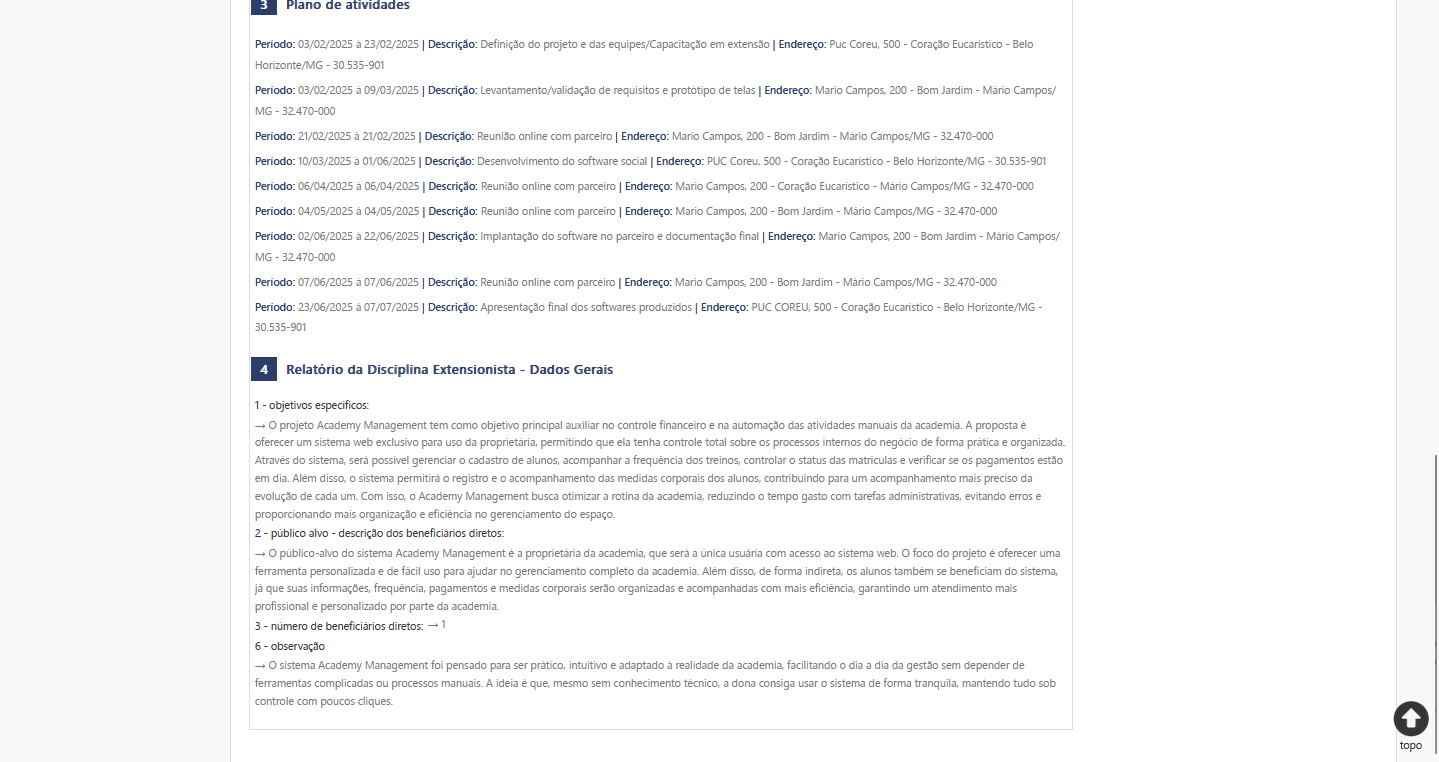 3 Plano de atividades
Período: 03/02/2025 à 23/02/2025 | Descrição: Definição do projeto e das equipes/Capacitação em extensão | Endereço: Puc Coreu, 500 - Coração Eucarístico - Belo
Horizonte/MG - 30.535-901
Período: 03/02/2025 à 09/03/2025 | Descrição: Levantamento/validação de requisitos e protótipo de telas | Endereço: Mario Campos, 200 - Bom Jardim - Mário Campos/
MG - 32.470-000
Período: 21/02/2025 à 21/02/2025 | Descrição: Reunião online com parceiro | Endereço: Mario Campos, 200 - Bom Jardim - Mário Campos/MG - 32.470-000
Período: 10/03/2025 à 01/06/2025 | Descrição: Desenvolvimento do software social | Endereço: PUC Coreu, 500 - Coração Eucarístico - Belo Horizonte/MG - 30.535-901
Período: 06/04/2025 à 06/04/2025 | Descrição: Reunião online com parceiro | Endereço: Mario Campos, 200 - Coração Eucarístico - Mário Campos/MG - 32.470-000
Período: 04/05/2025 à 04/05/2025 | Descrição: Reunião online com parceiro | Endereço: Mario Campos, 200 - Bom Jardim - Mário Campos/MG - 32.470-000
Período: 02/06/2025 à 22/06/2025 | Descrição: Implantação do software no parceiro e documentação final | Endereço: Mario Campos, 200 - Bom Jardim - Mário Campos/
MG - 32.470-000
Período: 07/06/2025 à 07/06/2025 | Descrição: Reunião online com parceiro | Endereço: Mario Campos, 200 - Bom Jardim - Mário Campos/MG - 32.470-000
Período: 23/06/2025 à 07/07/2025 | Descrição: Apresentação final dos softwares produzidos | Endereço: PUC COREU, 500 - Coração Eucarístico - Belo Horizonte/MG -
30.535-901
4 Relatório da Disciplina Extensionista - Dados Gerais
1 - objetivos específicos:
→ O projeto Academy Management tem como objetivo principal auxiliar no controle financeiro e na automação das atividades manuais da academia. A proposta é
oferecer um sistema web exclusivo para uso da proprietária, permitindo que ela tenha controle total sobre os processos internos do negócio de forma prática e organizada.
Através do sistema, será possível gerenciar o cadastro de alunos, acompanhar a frequência dos treinos, controlar o status das matrículas e verificar se os pagamentos estão
em dia. Além disso, o sistema permitirá o registro e o acompanhamento das medidas corporais dos alunos, contribuindo para um acompanhamento mais preciso da
evolução de cada um. Com isso, o Academy Management busca otimizar a rotina da academia, reduzindo o tempo gasto com tarefas administrativas, evitando erros e
proporcionando mais organização e eficiência no gerenciamento do espaço.
2 - público alvo - descrição dos beneficiários diretos:
→ O público-alvo do sistema Academy Management é a proprietária da academia, que será a única usuária com acesso ao sistema web. O foco do projeto é oferecer uma
ferramenta personalizada e de fácil uso para ajudar no gerenciamento completo da academia. Além disso, de forma indireta, os alunos também se beneficiam do sistema,
já que suas informações, frequência, pagamentos e medidas corporais serão organizadas e acompanhadas com mais eficiência, garantindo um atendimento mais
profissional e personalizado por parte da academia.
3 - número de beneficiários diretos: → 1
6 - observação
→ O sistema Academy Management foi pensado para ser prático, intuitivo e adaptado à realidade da academia, facilitando o dia a dia da gestão sem depender de
ferramentas complicadas ou processos manuais. A ideia é que, mesmo sem conhecimento técnico, a dona consiga usar o sistema de forma tranquila, mantendo tudo sob
controle com poucos cliques.
topo